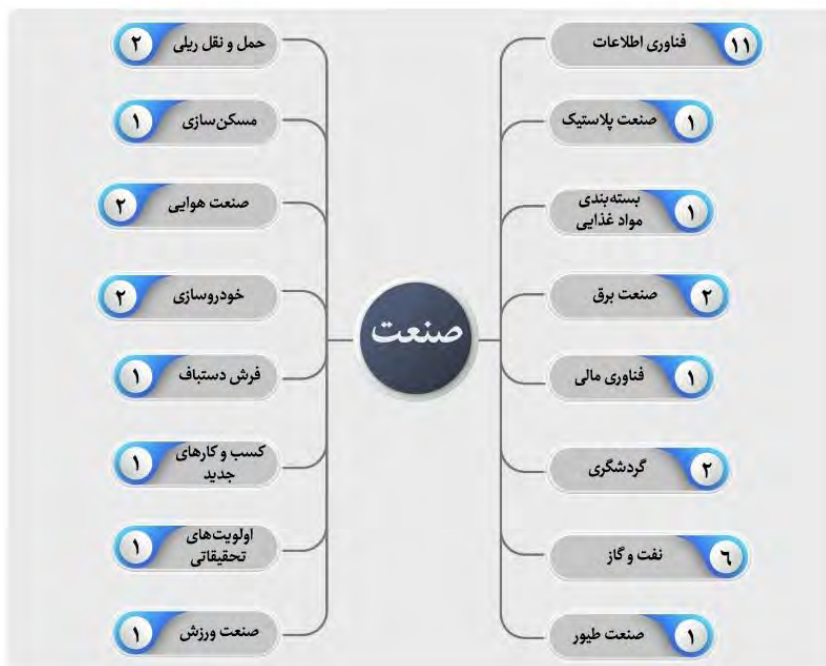 صنعت
۱۱
فناوری اطلاعات
۱
صنعت پلاستیک
۱
بسته‌بندی
مواد غذایی
۲
صنعت برق
۱
فناوری مالی
۲
گردشگری
٦
نفت و گاز
۱
صنعت طیور
حمل و نقل ریلی
۲
مسکن‌سازی
۱
صنعت هوایی
۲
خودروسازی
۲
فرش دستباف
۱
کسب و کارهای
جدید
۱
اولویت‌های
تحقیقاتی
۱
صنعت ورزش
۱